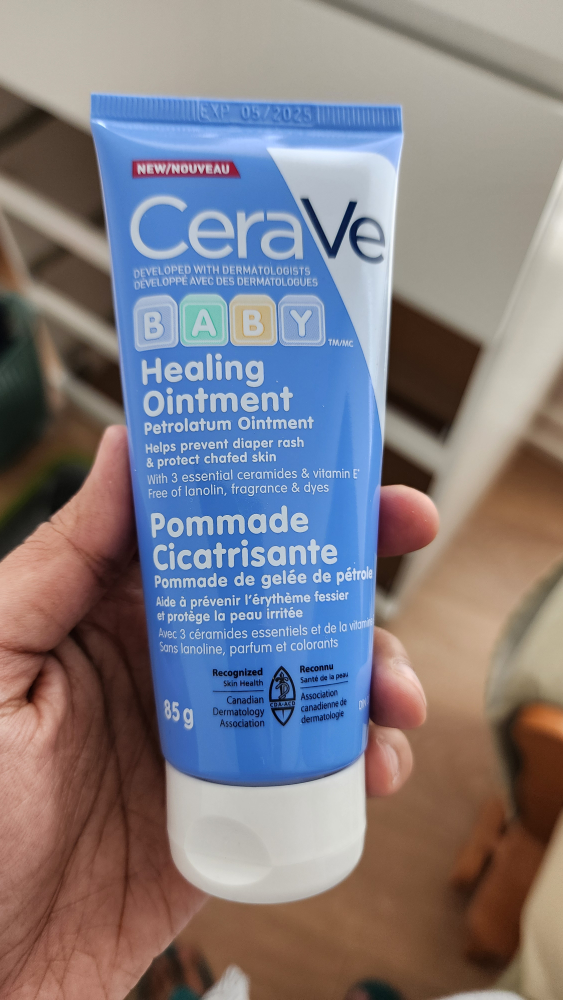 EXP 05/2025
NEW/NOUVEAU
CeraVe
DEVELOPED WITH DERMATOLOGISTS
DÉVELOPPÉ AVEC DES DERMATOLOGUES
BABY TM/MC
Healing
Ointment
Petrolatum Ointment
Helps prevent diaper rash
& protect chafed skin
With 3 essential ceramides & vitamin E
Free of lanolin, fragrance & dyes
Pommade
Cicatrisante
Pommade de gelée de pétrole
Aide à prévenir l'érythème fessier
et protège la peau irritée
Avec 3 céramides essentiels et de la
Sans lanoline, parfum et colorants
Recognized
Skin Health
Canadian
Dermatology
Association
CDA·ACD
Reconnu
Santé de la peau
Association
canadienne de
dermatologie
85 g